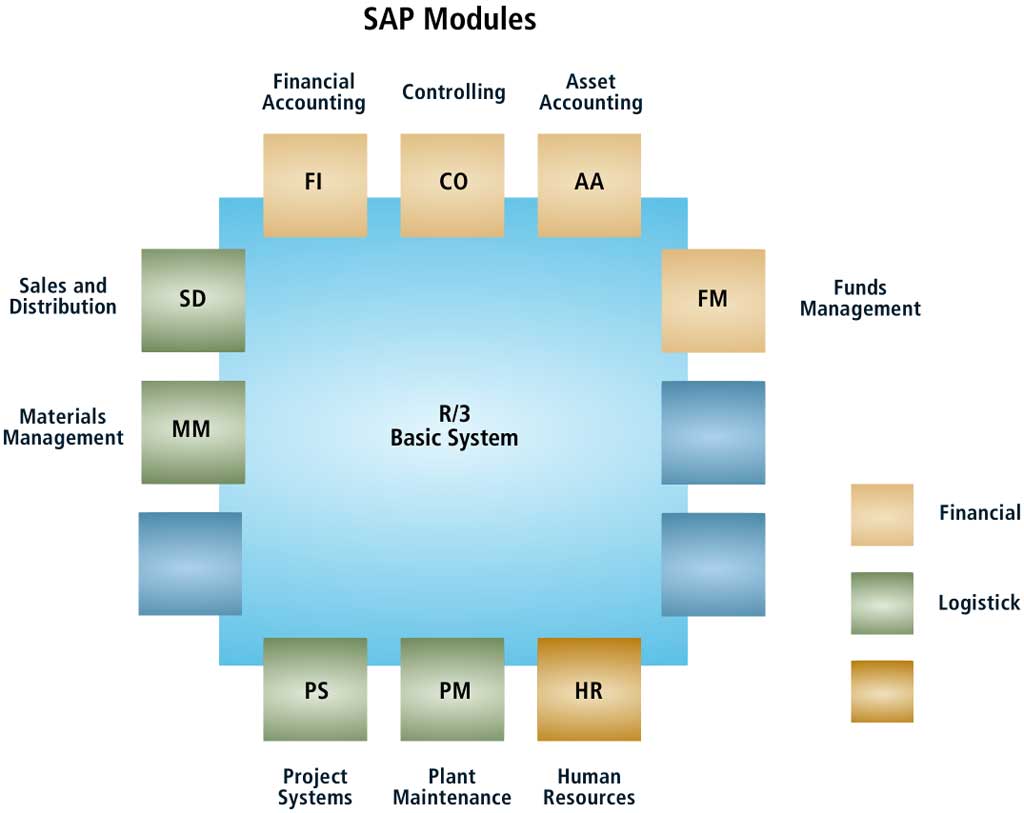 SAP Modules
Financial
Accounting
Controlling
Asset
Accounting
FI
CO
AA
Sales and
Distribution
SD
FM
Funds
Management
Materials
Management
MM
R/3
Basic System
Financial
Logistick
PS
PM
HR
Project
Systems
Plant
Maintenance
Human
Resources